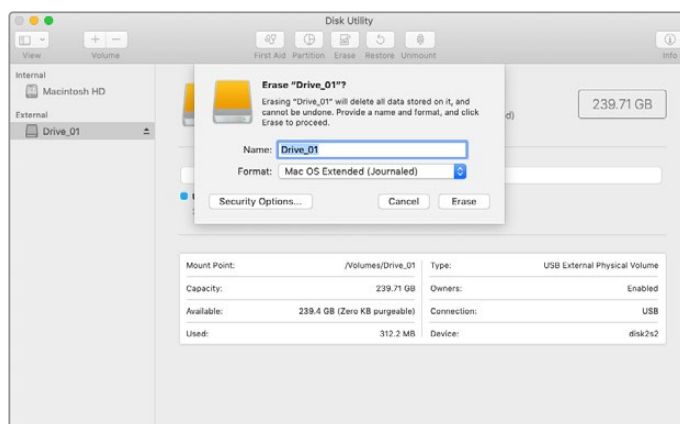 Disk Utility
View
Volume
First Aid
Partition
Erase
Restore
Unmount
Info
Internal
Macintosh HD
External
Drive_01
Erase “Drive_01”?
Erasing “Drive_01” will delete all data stored on it, and
cannot be undone. Provide a name and format, and click
Erase to proceed.
d)
239.71 GB
Name: Drive_01
Format: Mac OS Extended (Journaled)
Security Options...
Cancel
Erase
Mount Point: /Volumes/Drive_01
Type: USB External Physical Volume
Capacity: 239.71 GB
Owners: Enabled
Available: 239.4 GB (Zero KB purgeable)
Connection: USB
Used: 312.2 MB
Device: disk2s2